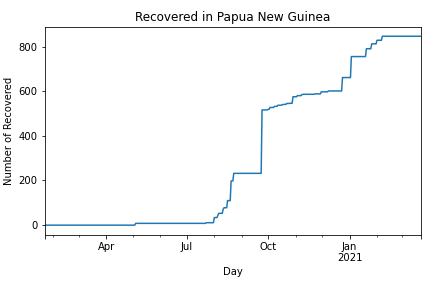 Recovered in Papua New Guinea
Number of Recovered
800
600
400
200
0
Apr
Jul
Oct
Jan
2021
Day